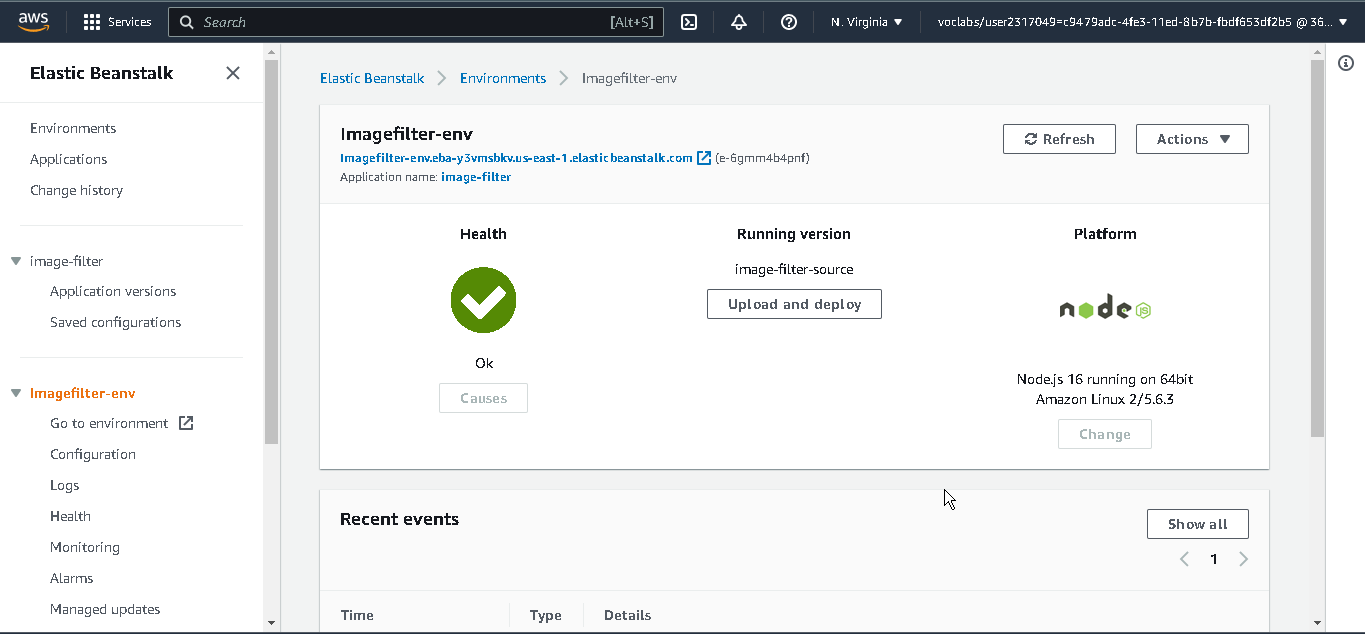 aws
Services
Search
[Alt+S]
N. Virginia
voclabs/user2317049=c9479adc-4fe3-11ed-8b7b-fbdf653df2b5 @ 36...
Elastic Beanstalk
Environments
Applications
Change history
image-filter
Application versions
Saved configurations
Imagefilter-env
Go to environment
Configuration
Logs
Health
Monitoring
Alarms
Managed updates
Elastic Beanstalk
Environments
Imagefilter-env
Imagefilter-env
Refresh
Actions
Imagefilter-env.eba-y3vmsbkv.us-east-1.elasticbeanstalk.com (e-6gmm4b4pnf)
Application name: image-filter
Health
Ok
Causes
Running version
image-filter-source
Upload and deploy
Platform
node JS
Node.js 16 running on 64bit
Amazon Linux 2/5.6.3
Change
Recent events
Show all
1
Time
Type
Details